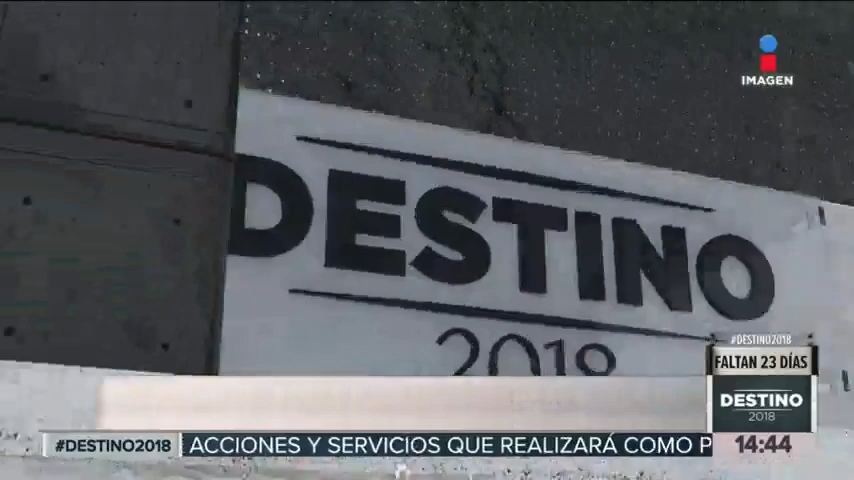 IMAGEN
DESTINO
2018
#DESTINO2018
FALTAN 23 DÍAS
DESTINO
2018
#DESTINO2018
ACCIONES Y SERVICIOS QUE REALIZARÁ COMO P
14:44